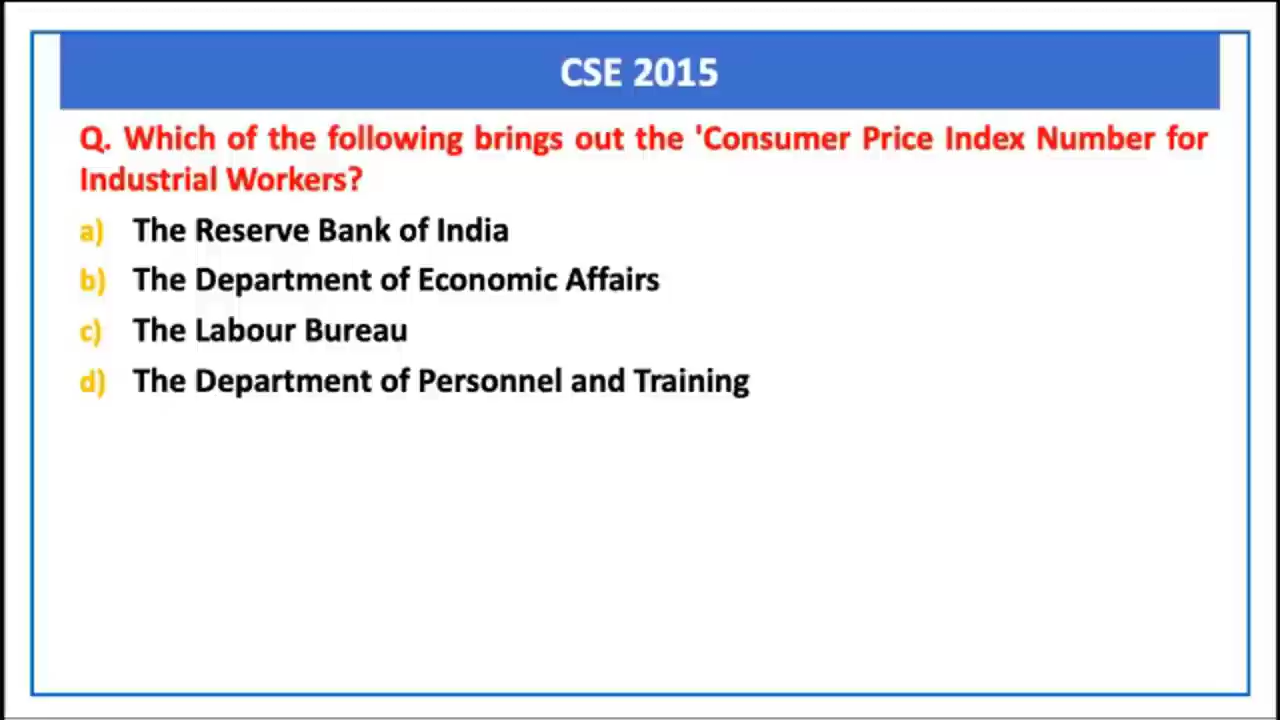 CSE 2015
Q. Which of the following brings out the 'Consumer Price Index Number for
Industrial Workers?
a) The Reserve Bank of India
b) The Department of Economic Affairs
c) The Labour Bureau
d) The Department of Personnel and Training